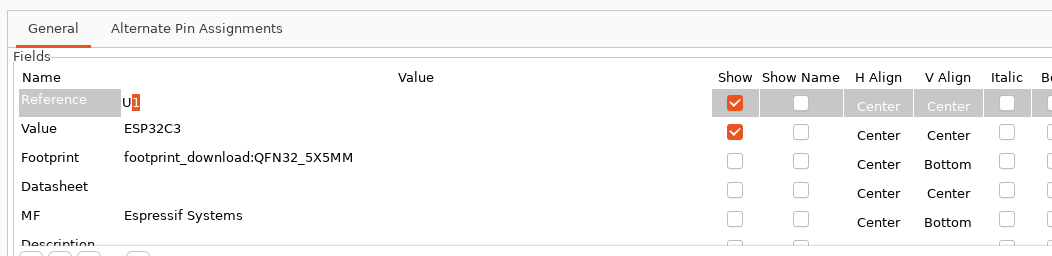 General Alternate Pin Assignments
Fields
Name Value Show Show Name H Align V Align Italic Bo
Reference U1 Center Center
Value ESP32C3 Center Center
Footprint footprint_download:QFN32_5X5MM Center Bottom
Datasheet Center Center
MF Espressif Systems Center Bottom
Description